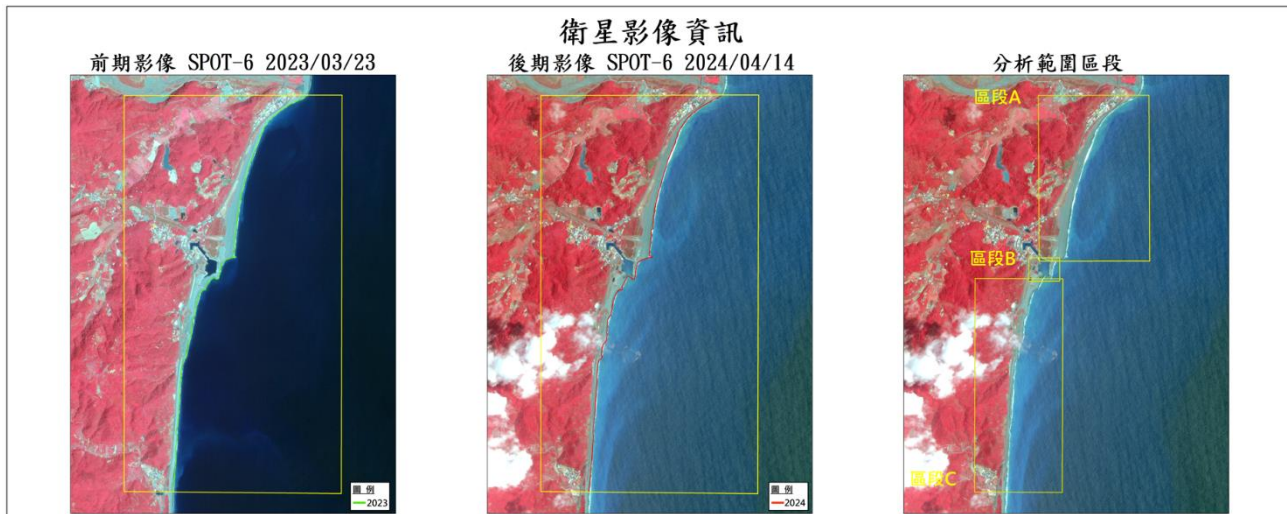 衛星影像資訊
前期影像 SPOT-6 2023/03/23
後期影像 SPOT-6 2024/04/14
分析範圍區段
區段A
區段B
區段C
圖 例
2023
圖 例
2024